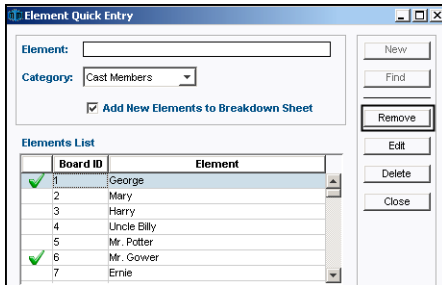 Element Quick Entry
Element:
Category: Cast Members
Add New Elements to Breakdown Sheet
New
Find
Remove
Edit
Delete
Close
Elements List
Board ID Element
1 George
2 Mary
3 Harry
4 Uncle Billy
5 Mr. Potter
6 Mr. Gower
7 Ernie